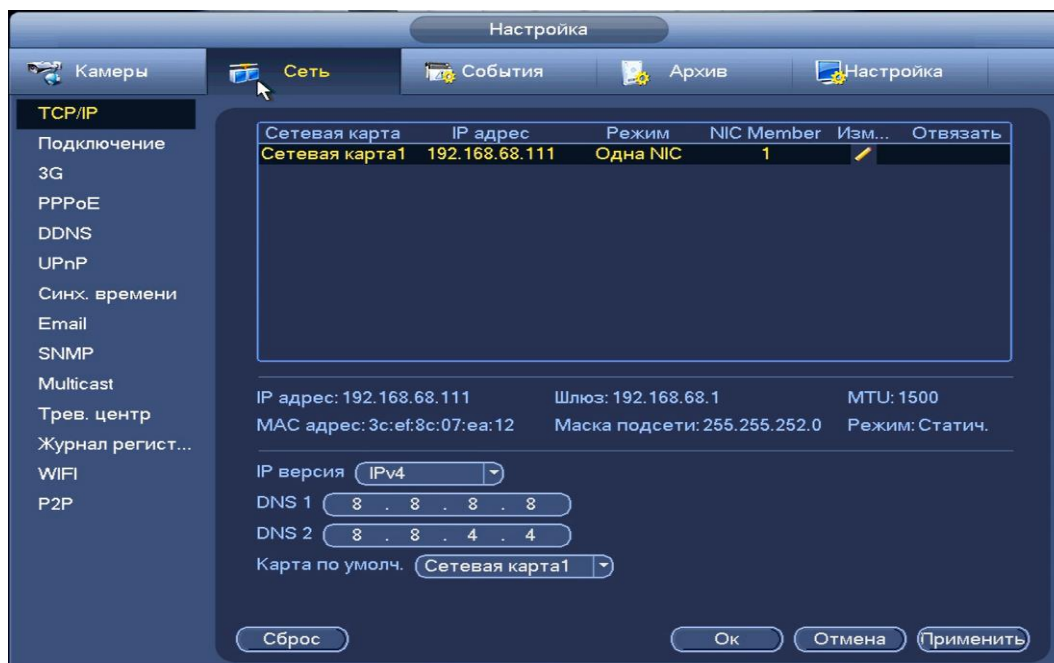 Настройка
Камеры Сеть События Архив Настройка
TCP/IP
Подключение
3G
PPPoE
DDNS
UPnP
Синх. времени
Email
SNMP
Multicast
Трев. центр
Журнал регист...
WIFI
P2P
Сетевая карта IP адрес Режим NIC Member Изм... Отвязать
Сетевая карта1 192.168.68.111 Одна NIC 1
IP адрес: 192.168.68.111 Шлюз: 192.168.68.1 MTU: 1500
MAC адрес: 3c:ef:8c:07:ea:12 Маска подсети: 255.255.252.0 Режим: Статич.
IP версия IPv4
DNS 1 8 . 8 . 8 . 8
DNS 2 8 . 8 . 4 . 4
Карта по умолч. Сетевая карта1
Сброс Ок Отмена Применить